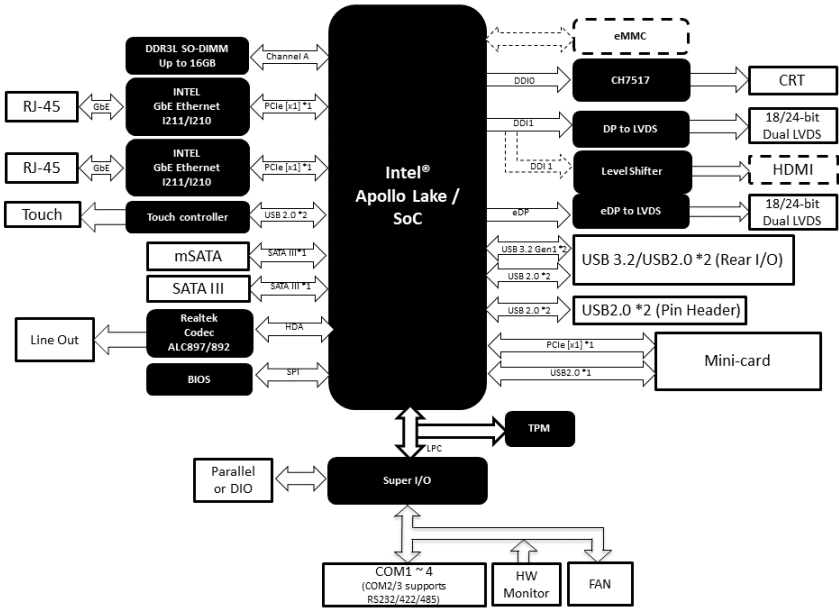 DDR3L SO-DIMM
Up to 16GB
Channel A
RJ-45
GbE
INTEL
GbE Ethernet
I211/I210
PCIe [x1] *1
RJ-45
GbE
INTEL
GbE Ethernet
I211/I210
PCIe [x1] *1
Touch
Touch controller
USB 2.0 *2
mSATA
SATA III*1
SATA III
SATA III *1
Line Out
Realtek
Codec
ALC897/892
HDA
BIOS
SPI
Intel®
Apollo Lake /
SoC
eMMC
DDI0
CH7517
CRT
DDI1
DP to LVDS
18/24-bit
Dual LVDS
DDI 1
Level Shifter
HDMI
eDP
eDP to LVDS
18/24-bit
Dual LVDS
USB 3.2 Gen1 *2
USB 2.0 *2
USB 3.2/USB2.0 *2 (Rear I/O)
USB 2.0 *2
USB2.0 *2 (Pin Header)
PCIe [x1] *1
USB2.0 *1
Mini-card
TPM
LPC
Parallel
or DIO
Super I/O
COM1 ~ 4
(COM2/3 supports
RS232/422/485)
HW
Monitor
FAN